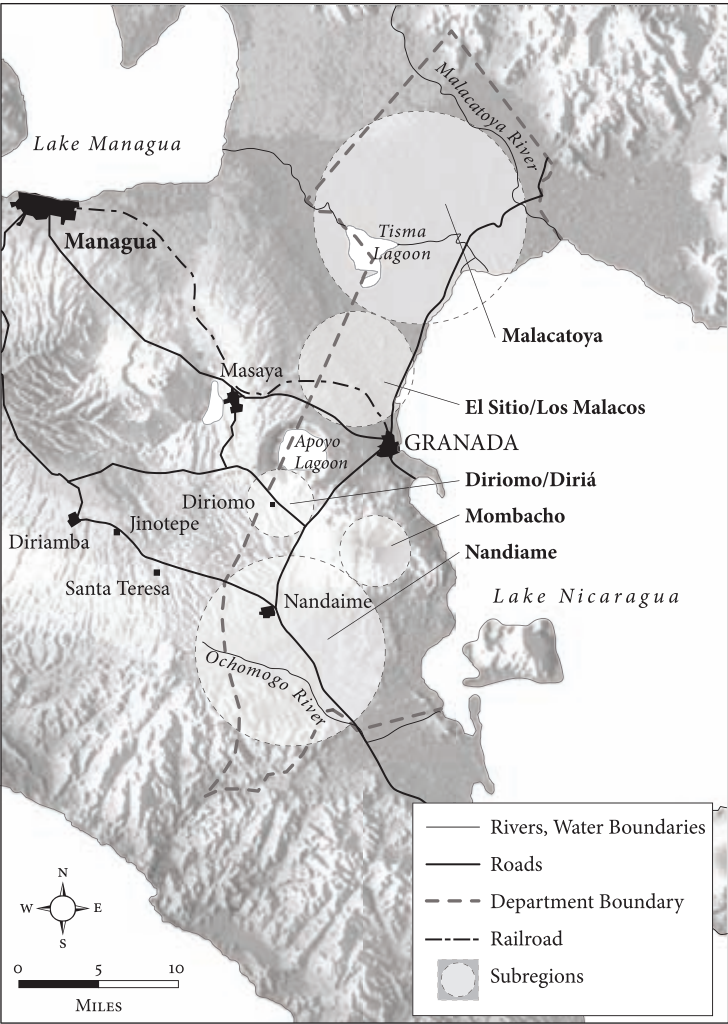 Malacatoya River
Lake Managua
Managua
Tisma
Lagoon
Malacatoya
Masaya
El Sitio/Los Malacos
GRANADA
Apoyo
Lagoon
Diriomo/Diriá
Diriomo
Mombacho
Jinotepe
Diriamba
Nandiame
Santa Teresa
Nandaime
Lake Nicaragua
Ochomogo River
Rivers, Water Boundaries
Roads
Department Boundary
Railroad
Subregions
N
W E
S
0 5 10
MILES